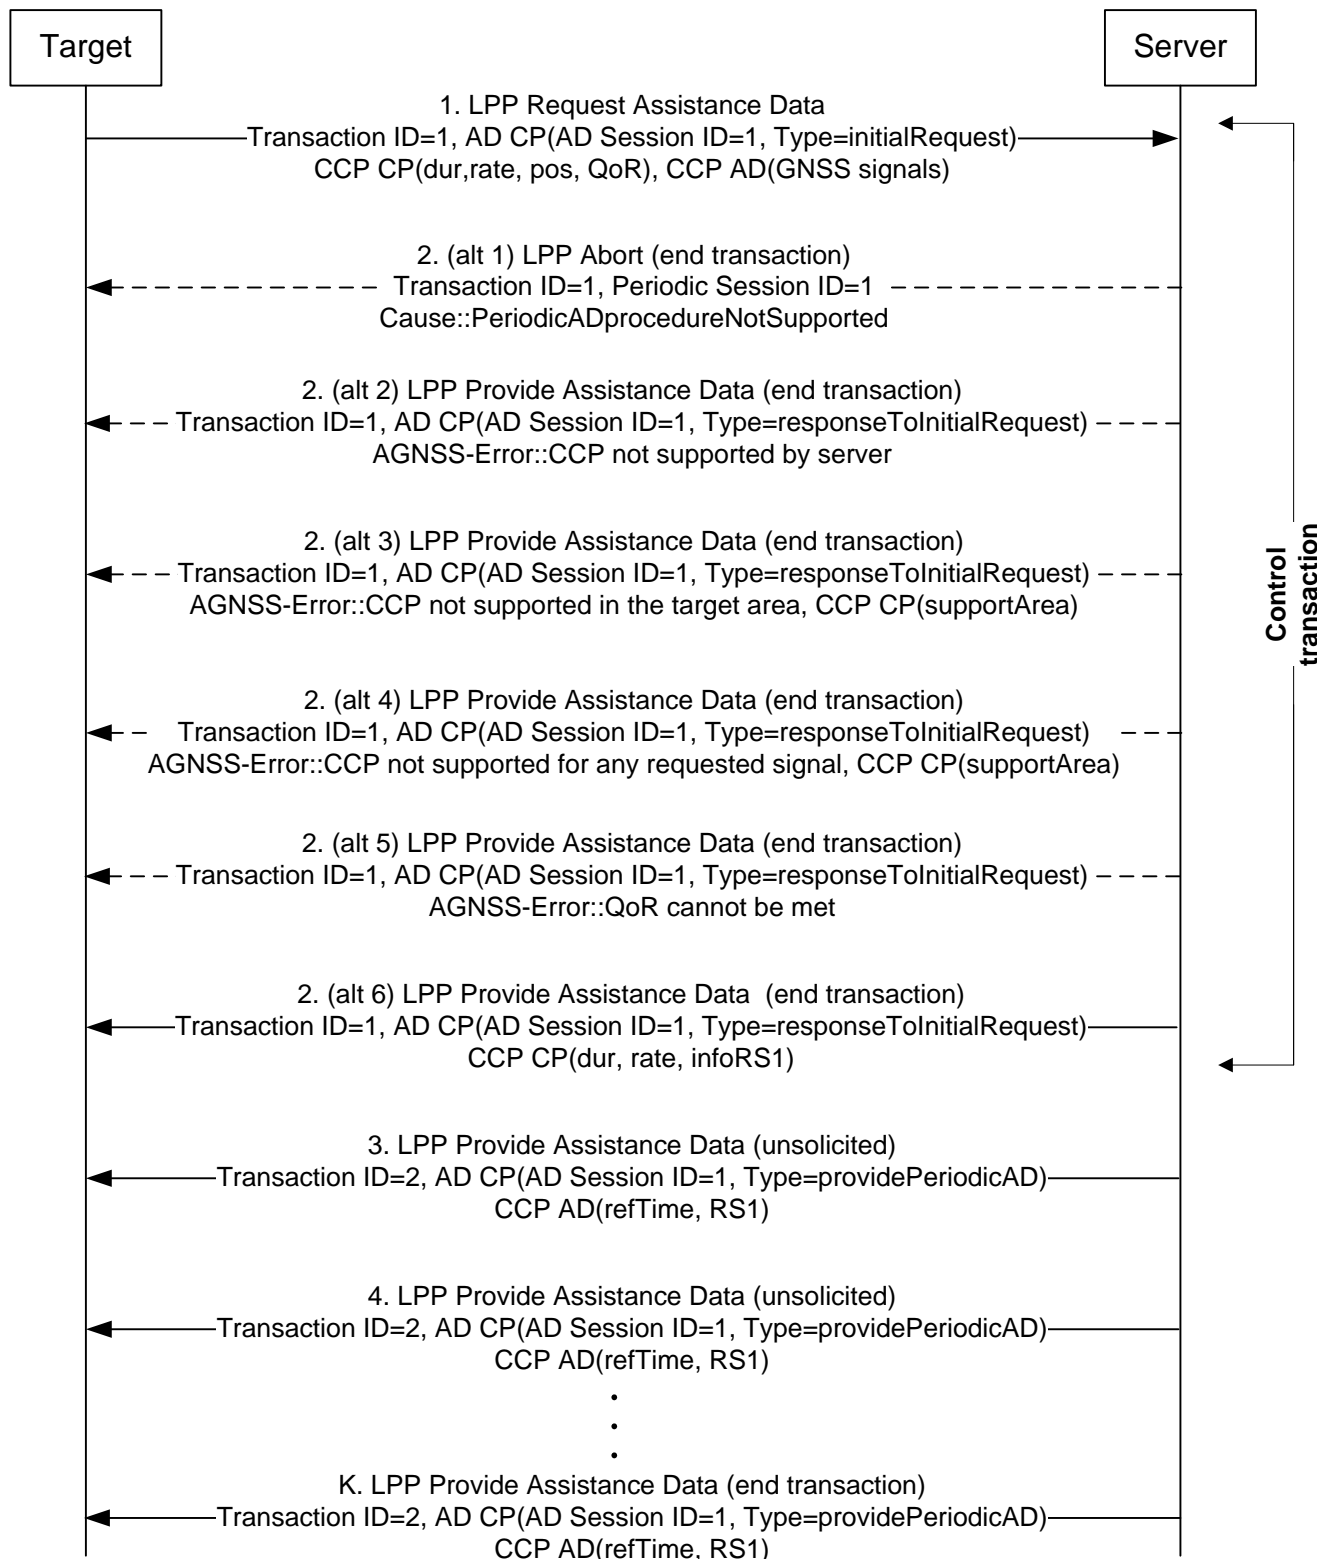 Target
Server
1. LPP Request Assistance Data
Transaction ID=1, AD CP(AD Session ID=1, Type=initialRequest)
CCP CP(dur,rate, pos, QoR), CCP AD(GNSS signals)
2. (alt 1) LPP Abort (end transaction)
Transaction ID=1, Periodic Session ID=1
Cause::PeriodicADprocedureNotSupported
2. (alt 2) LPP Provide Assistance Data (end transaction)
Transaction ID=1, AD CP(AD Session ID=1, Type=responseToInitialRequest)
AGNSS-Error::CCP not supported by server
2. (alt 3) LPP Provide Assistance Data (end transaction)
Transaction ID=1, AD CP(AD Session ID=1, Type=responseToInitialRequest)
AGNSS-Error::CCP not supported in the target area, CCP CP(supportArea)
Control
transaction
2. (alt 4) LPP Provide Assistance Data (end transaction)
Transaction ID=1, AD CP(AD Session ID=1, Type=responseToInitialRequest)
AGNSS-Error::CCP not supported for any requested signal, CCP CP(supportArea)
2. (alt 5) LPP Provide Assistance Data (end transaction)
Transaction ID=1, AD CP(AD Session ID=1, Type=responseToInitialRequest)
AGNSS-Error::QoR cannot be met
2. (alt 6) LPP Provide Assistance Data (end transaction)
Transaction ID=1, AD CP(AD Session ID=1, Type=responseToInitialRequest)
CCP CP(dur, rate, infoRS1)
3. LPP Provide Assistance Data (unsolicited)
Transaction ID=2, AD CP(AD Session ID=1, Type=providePeriodicAD)
CCP AD(refTime, RS1)
4. LPP Provide Assistance Data (unsolicited)
Transaction ID=2, AD CP(AD Session ID=1, Type=providePeriodicAD)
CCP AD(refTime, RS1)
K. LPP Provide Assistance Data (end transaction)
Transaction ID=2, AD CP(AD Session ID=1, Type=providePeriodicAD)
CCP AD(refTime, RS1)